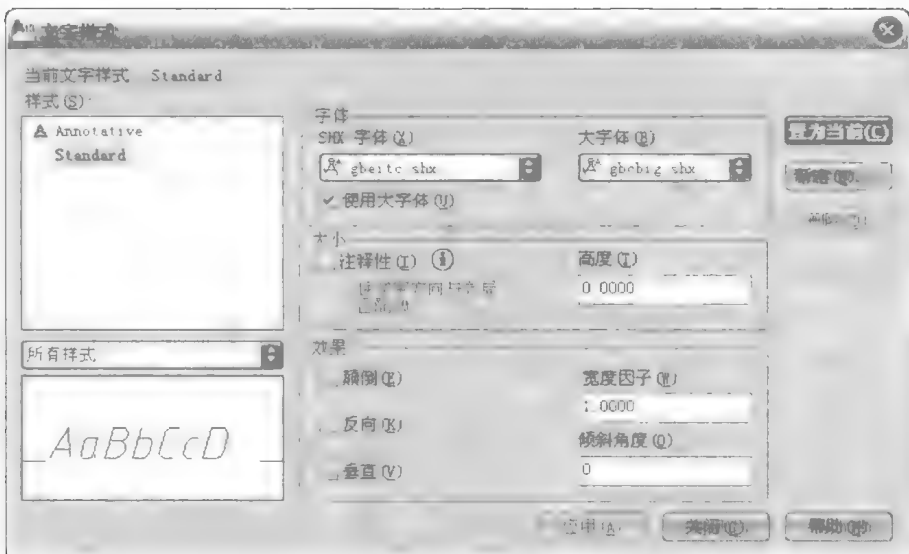 文字样式
当前文字样式 Standard
样式(S):
Annotative
Standard
所有样式
AaBbCcD
字体
SHX 字体(X)
大字体(B)
gbeitc shx
gbcbig shx
使用大字体(U)
大小
注释性(I)
高度(T)
0 0000
效果
颠倒(E)
宽度因子(W)
1 0000
反向(K)
倾斜角度(O)
0
垂直(V)
置为当前(C)
新建(N).
应用(A)
关闭(C)
帮助(H)